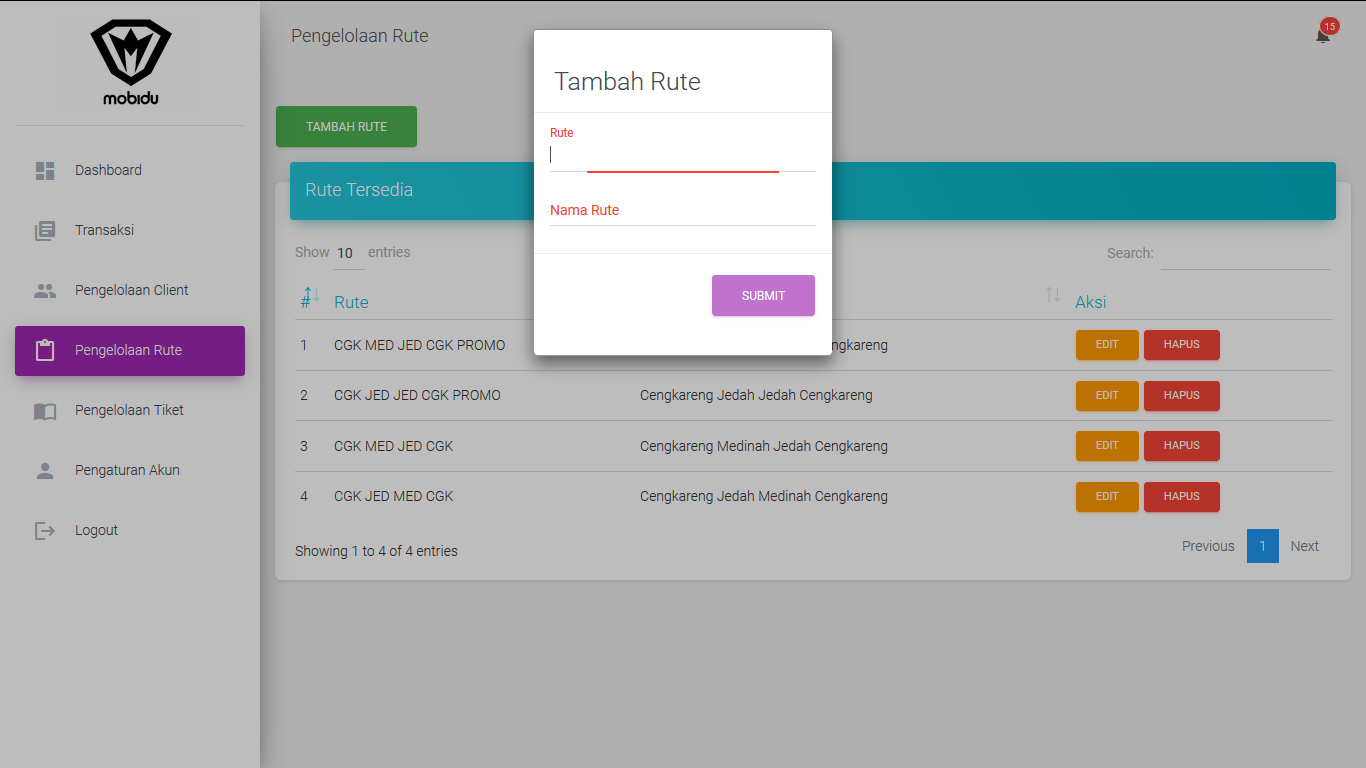 mobidu
Dashboard
Transaksi
Pengelolaan Client
Pengelolaan Rute
Pengelolaan Tiket
Pengaturan Akun
Logout
Pengelolaan Rute
15
TAMBAH RUTE
Rute Tersedia
Show 10 entries
Search:
# Rute Aksi
1 CGK MED JED CGK PROMO ngkareng EDIT HAPUS
2 CGK JED JED CGK PROMO Cengkareng Jedah Jedah Cengkareng EDIT HAPUS
3 CGK MED JED CGK Cengkareng Medinah Jedah Cengkareng EDIT HAPUS
4 CGK JED MED CGK Cengkareng Jedah Medinah Cengkareng EDIT HAPUS
Showing 1 to 4 of 4 entries
Previous 1 Next
Tambah Rute
Rute
Nama Rute
SUBMIT